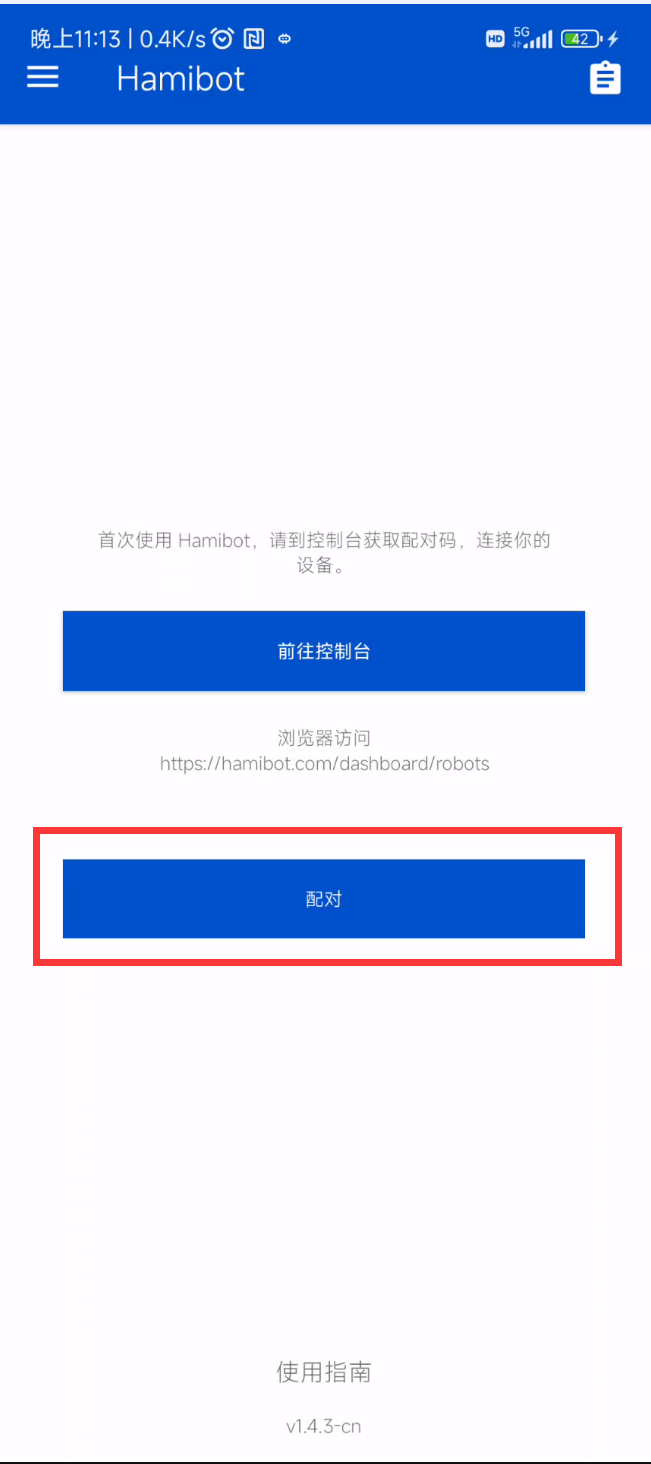 晚上11:13 | 0.4K/s HD 5G 42
Hamibot
首次使用 Hamibot，请到控制台获取配对码，连接你的
设备。
前往控制台
浏览器访问
https://hamibot.com/dashboard/robots
配对
使用指南
v1.4.3-cn